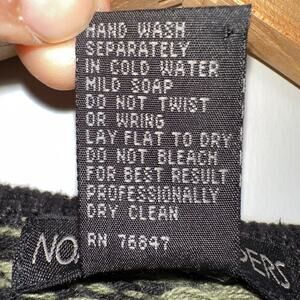 HAND WASH
SEPARATELY
IN COLD WATER
MILD SOAP
DO NOT TWIST
OR WRING
LAY FLAT TO DRY
DO NOT BLEACH
FOR BEST RESULT
PROFESSIONALLY
DRY CLEAN
RN 76847